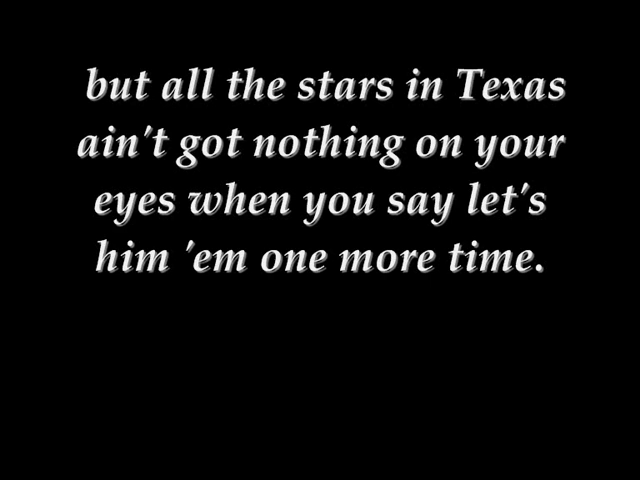 but all the stars in Texas
ain't got nothing on your
eyes when you say let's
him 'em one more time.